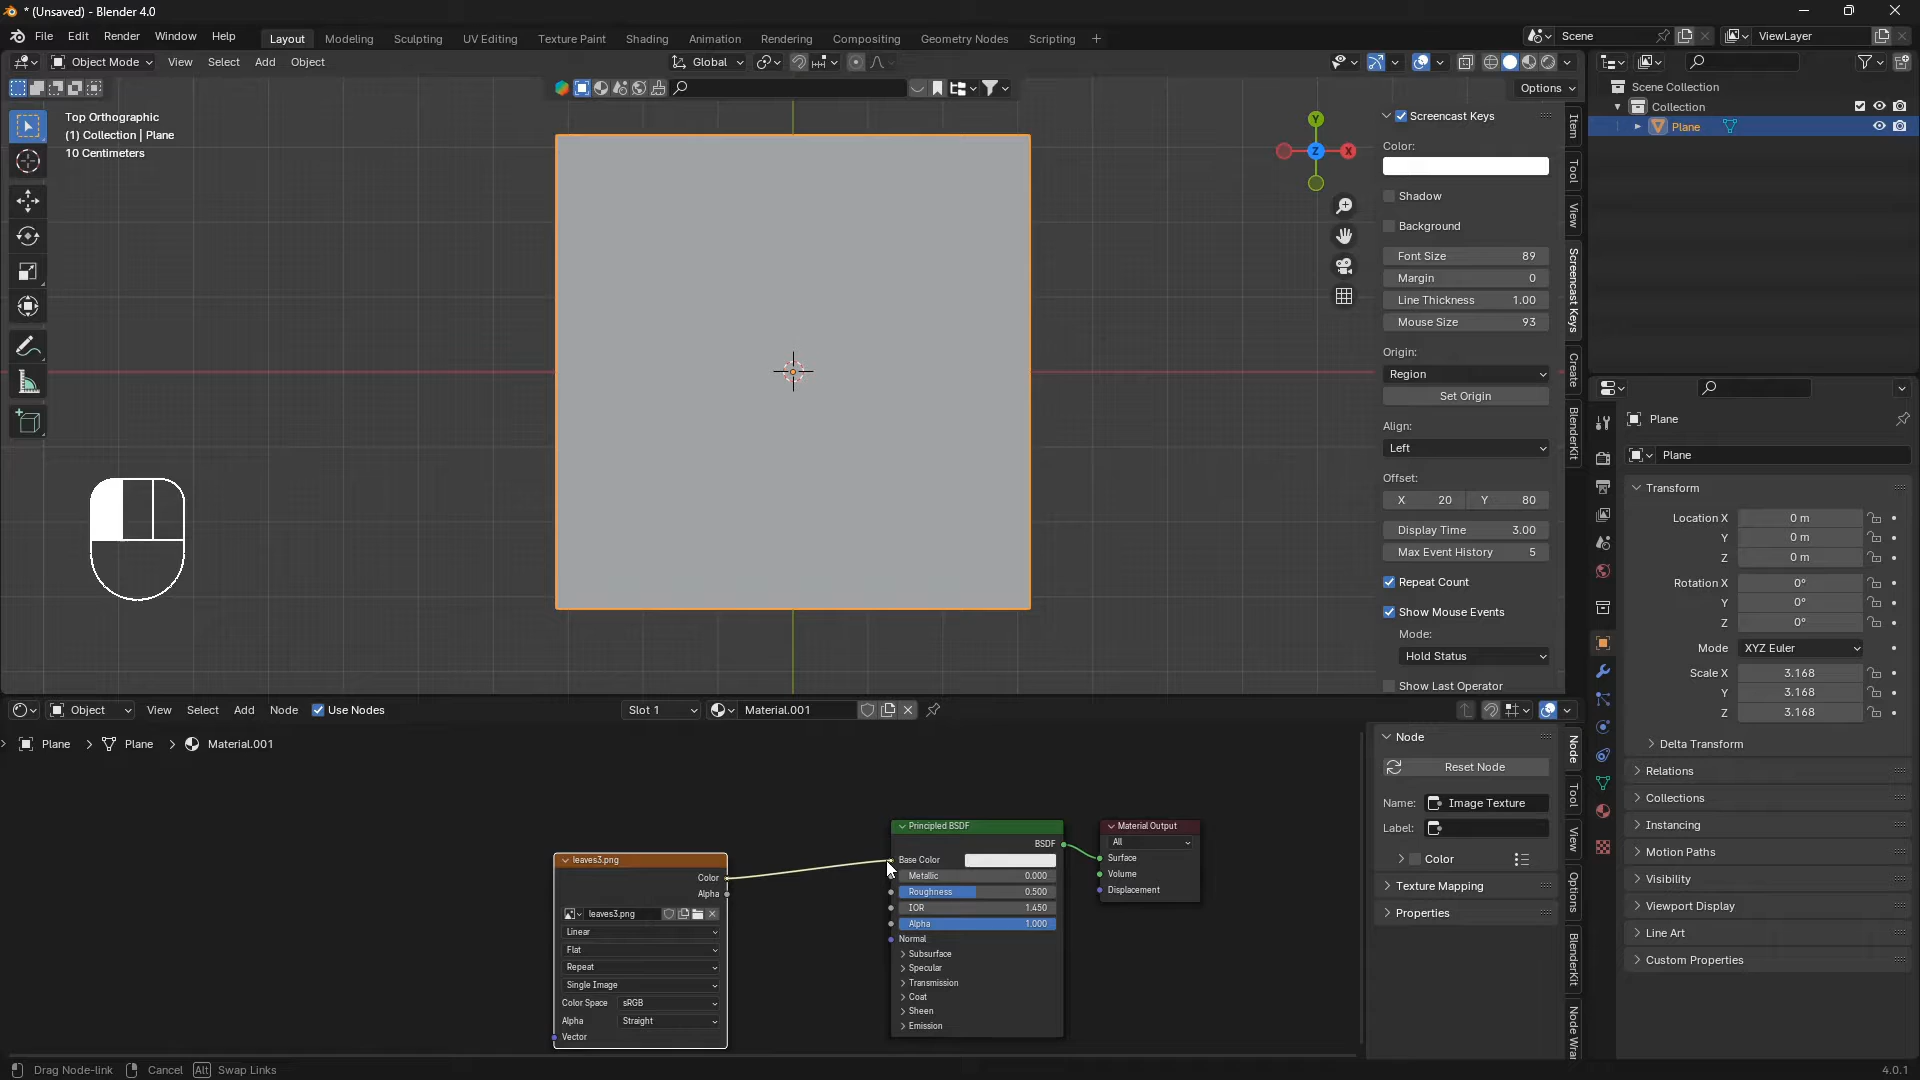 * (Unsaved) - Blender 4.0
File Edit Render Window Help Layout Modeling Sculpting UV Editing Texture Paint Shading Animation Rendering Compositing Geometry Nodes Scripting
Scene ViewLayer
Object Mode View Select Add Object Global
Options
Top Orthographic
(1) Collection | Plane
10 Centimeters
Y
Z
X
Screencast Keys
Color:
Shadow
Background
Font Size 89
Margin 0
Line Thickness 1.00
Mouse Size 93
Origin:
Region
Set Origin
Align:
Left
Offset:
X 20 Y 80
Display Time 3.00
Max Event History 5
Repeat Count
Show Mouse Events
Mode:
Hold Status
Show Last Operator
Item
Tool
View
Screencast Keys
Create
BlenderKit
Scene Collection
Collection
Plane
Plane
Plane
Transform
Location X 0 m
Y 0 m
Z 0 m
Rotation X 0°
Y 0°
Z 0°
Mode XYZ Euler
Scale X 3.168
Y 3.168
Z 3.168
Delta Transform
Relations
Collections
Instancing
Motion Paths
Visibility
Viewport Display
Line Art
Custom Properties
Object View Select Add Node Use Nodes Slot 1 Material.001
Plane Plane Material.001
leaves3.png
Color
Alpha
leaves3.png
Linear
Flat
Repeat
Single Image
Color Space sRGB
Alpha Straight
Vector
Principled BSDF
BSDF
Base Color
Metallic 0.000
Roughness 0.500
IOR 1.450
Alpha 1.000
Normal
Subsurface
Specular
Transmission
Coat
Sheen
Emission
Material Output
All
Surface
Volume
Displacement
Node
Reset Node
Name: Image Texture
Label:
Color
Texture Mapping
Properties
Node
Tool
View
Options
BlenderKit
Node Wra
Drag Node-link Cancel Alt Swap Links
4.0.1